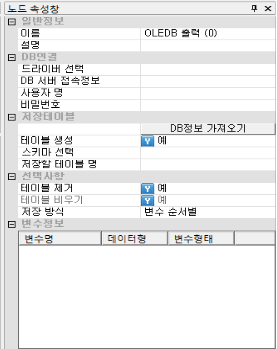 노드 속성창
일반정보
이름 OLEDB 출력 (0)
설명
DB연결
드라이버 선택
DB 서버 접속정보
사용자 명
비밀번호
저장테이블
DB정보 가져오기
테이블 생성 Y 예
스키마 선택
저장할 테이블 명
선택사항
테이블 제거 Y 예
테이블 비우기 Y 예
저장 방식 변수 순서별
변수정보
변수명 데이터형 변수형태